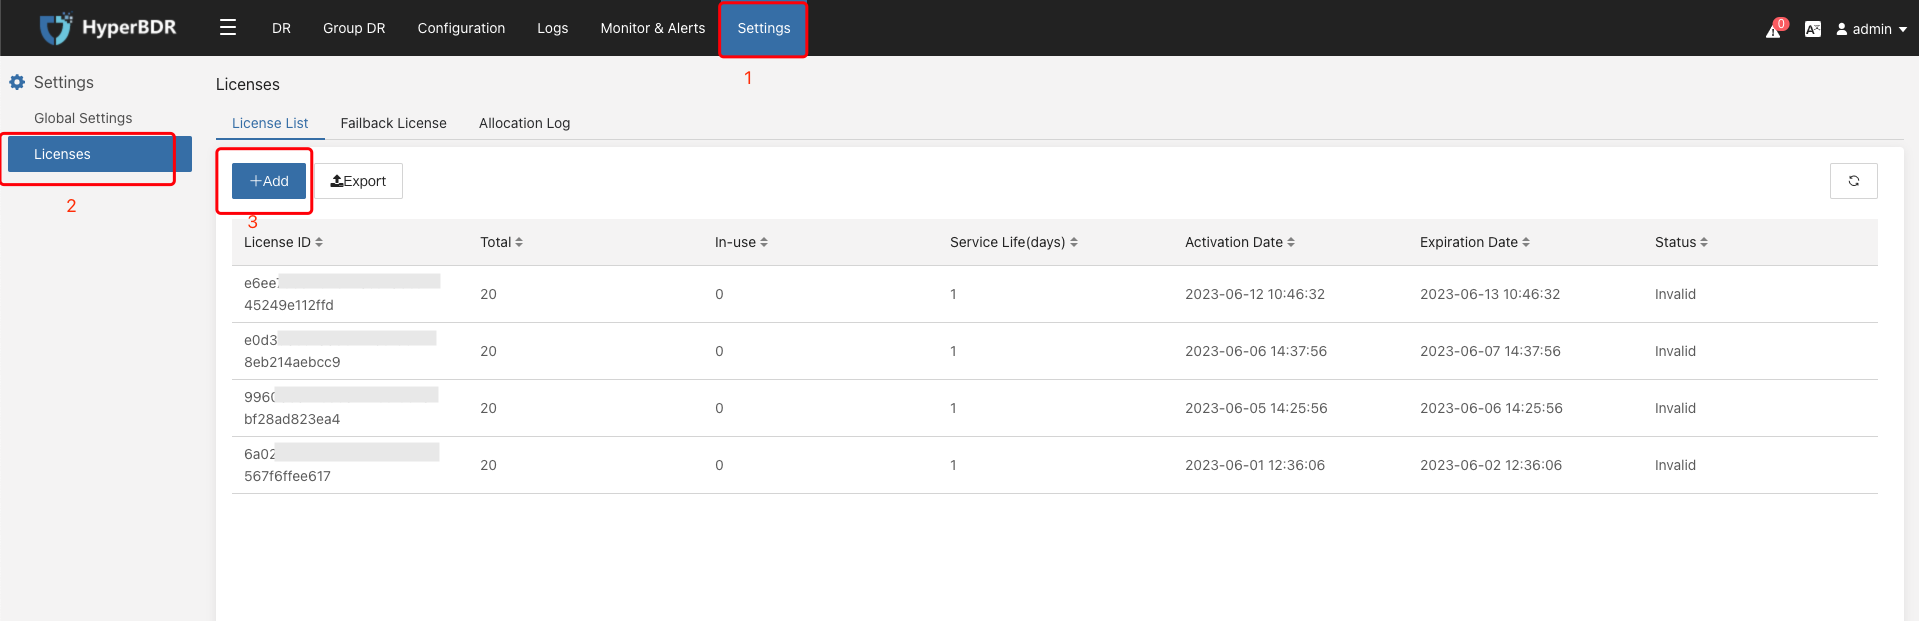 HyperBDR DR Group DR Configuration Logs Monitor & Alerts Settings 0 A admin
1
Settings
Global Settings
Licenses
2
Licenses
License List Failback License Allocation Log
+Add Export
3
License ID Total In-use Service Life(days) Activation Date Expiration Date Status
e6ee
45249e112ffd 20 0 1 2023-06-12 10:46:32 2023-06-13 10:46:32 Invalid
e0d3
8eb214aebcc9 20 0 1 2023-06-06 14:37:56 2023-06-07 14:37:56 Invalid
9960
bf28ad823ea4 20 0 1 2023-06-05 14:25:56 2023-06-06 14:25:56 Invalid
6a02
567f6ffee617 20 0 1 2023-06-01 12:36:06 2023-06-02 12:36:06 Invalid